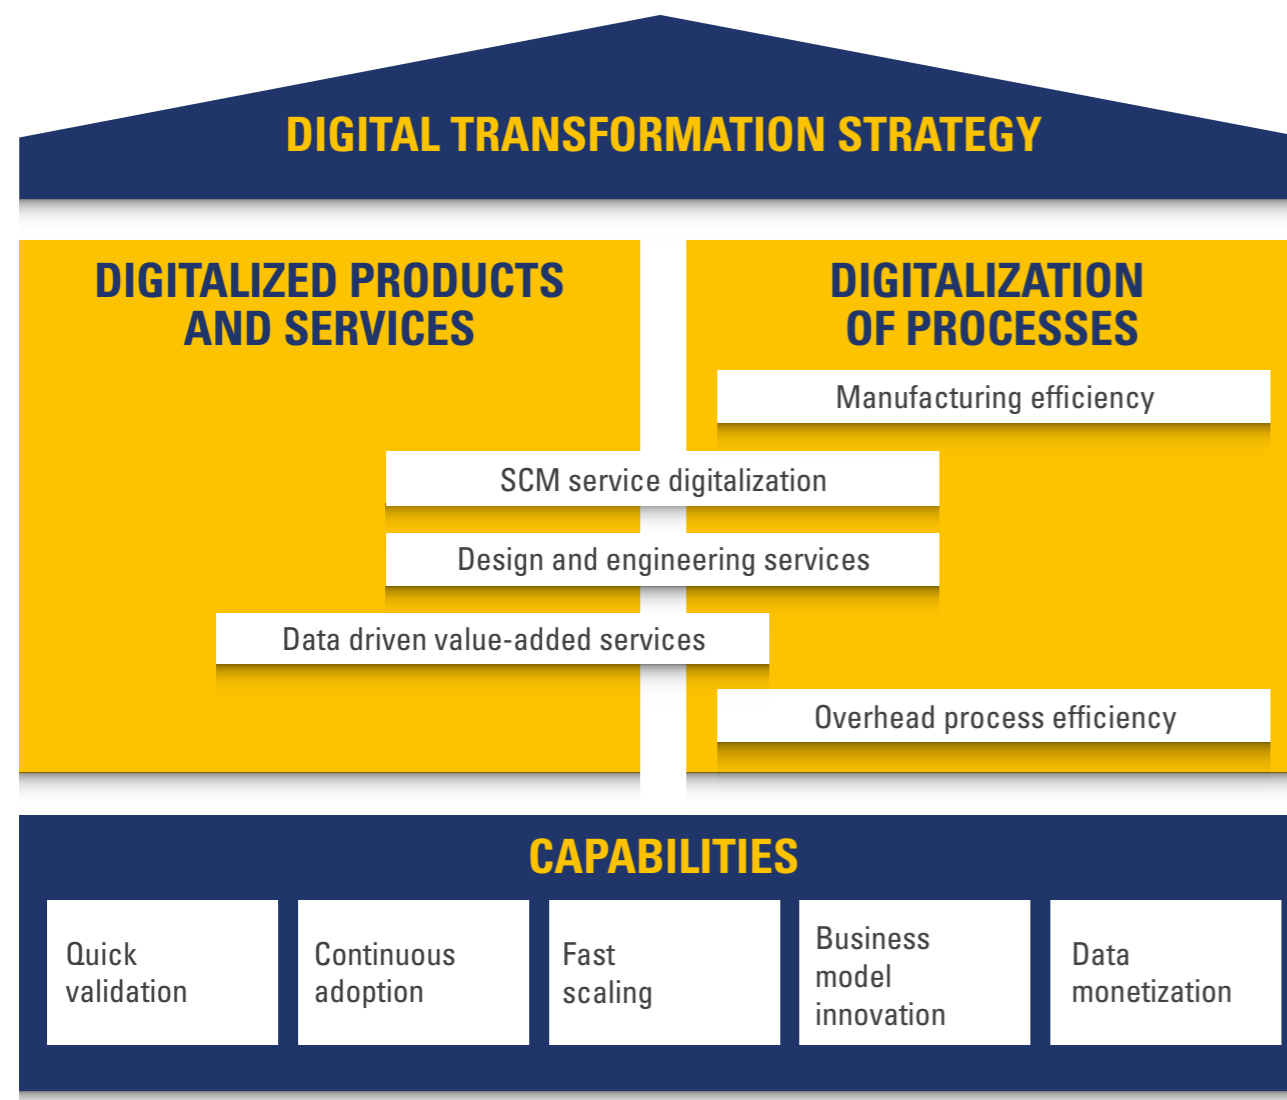 DIGITAL TRANSFORMATION STRATEGY
DIGITALIZED PRODUCTS
AND SERVICES
DIGITALIZATION
OF PROCESSES
Manufacturing efficiency
SCM service digitalization
Design and engineering services
Data driven value-added services
Overhead process efficiency
CAPABILITIES
Quick
validation
Continuous
adoption
Fast
scaling
Business
model
innovation
Data
monetization